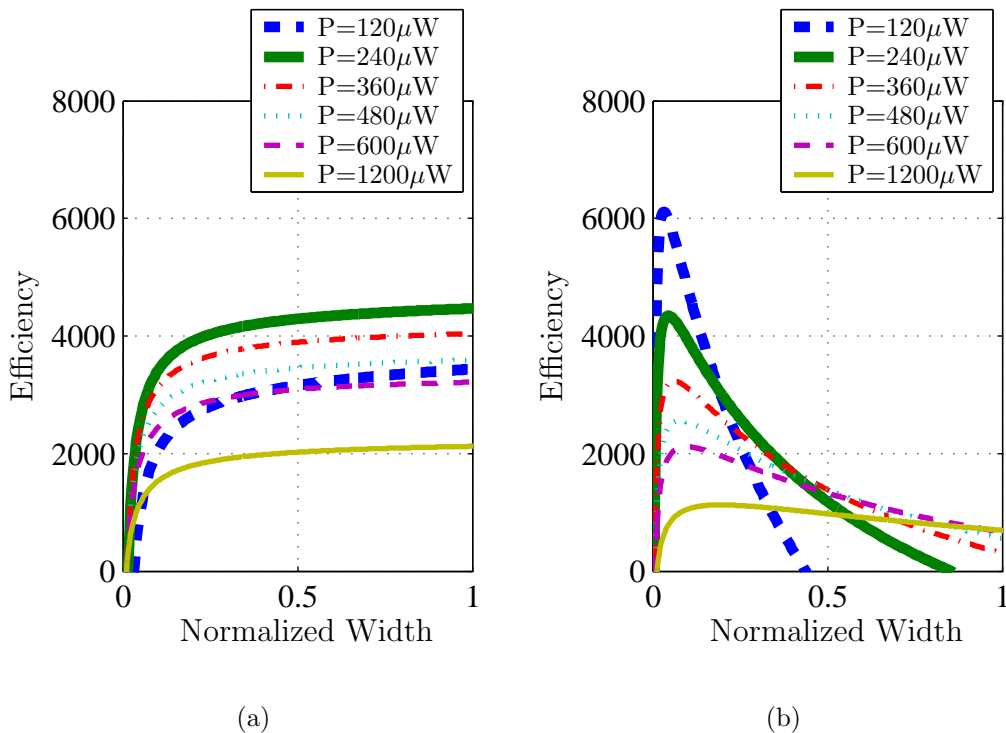 P=120μW
P=240μW
P=360μW
P=480μW
P=600μW
P=1200μW
8000
6000
4000
2000
0
Efficiency
0
0.5
1
Normalized Width
(a)
P=120μW
P=240μW
P=360μW
P=480μW
P=600μW
P=1200μW
8000
6000
4000
2000
0
Efficiency
0
0.5
1
Normalized Width
(b)